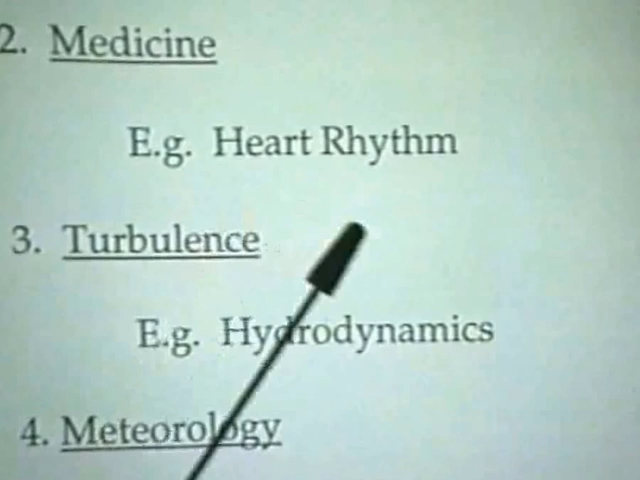 2. Medicine
E.g. Heart Rhythm
3. Turbulence
E.g. Hydrodynamics
4. Meteorology